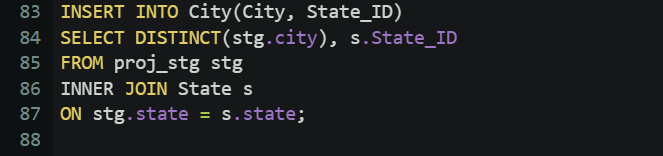 83 INSERT INTO City(City, State_ID)
84 SELECT DISTINCT(stg.city), s.State_ID
85 FROM proj_stg stg
86 INNER JOIN State s
87 ON stg.state = s.state;
88